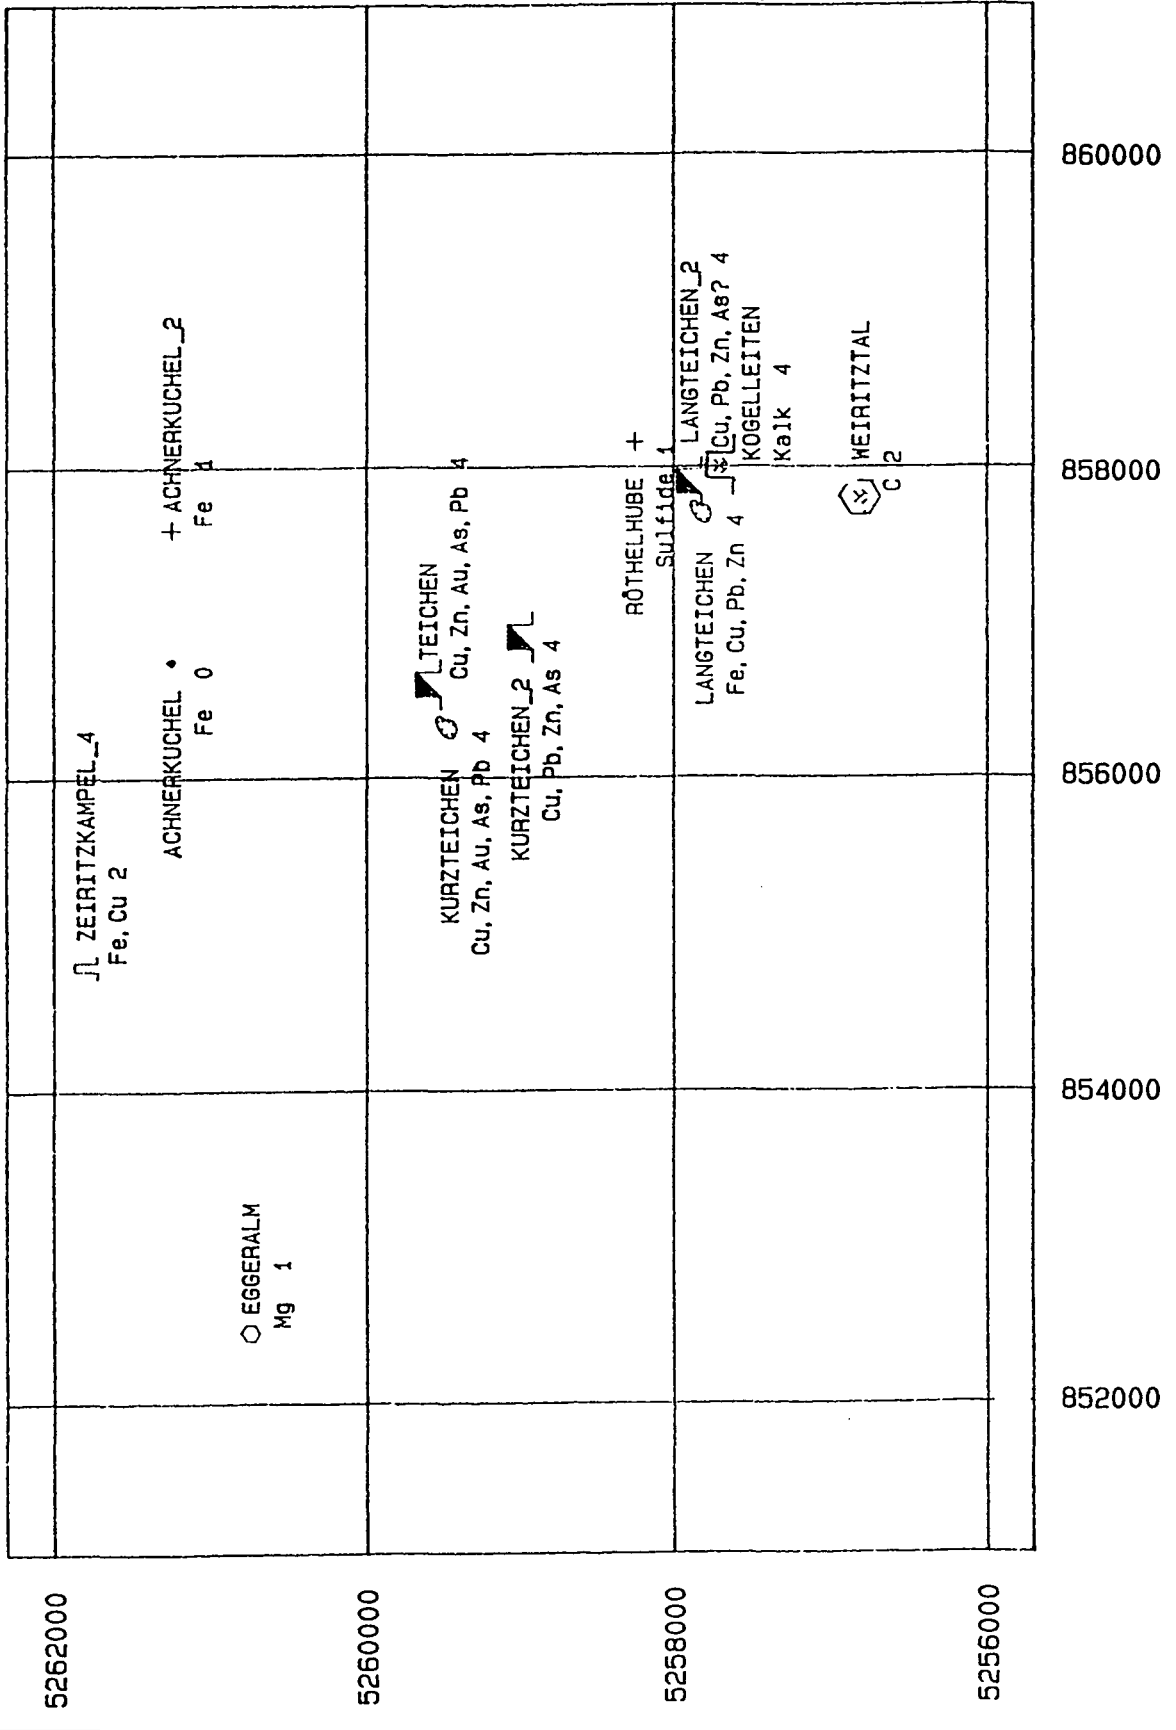 ZEIRITZKAMPEL_4
Fe, Cu 2
ACHNERKUCHEL
Fe 0
ACHNERKUCHEL_2
Fe 1
EGGERALM
Mg 1
LTEICHEN
Cu, Zn, Au, As, Pb 4
KURZTEICHEN
Cu, Zn, Au, As, Pb 4
KURZTEICHEN_2
Cu, Pb, Zn, As 4
RÖTHELHUBE
Sulfide 1
LANGTEICHEN_2
Cu, Pb, Zn, As? 4
LANGTEICHEN
Fe, Cu, Pb, Zn 4
KOGELLEITEN
Kalk 4
WEIRITZTAL
C 2
5262000
5260000
5258000
5256000
852000
854000
856000
858000
860000